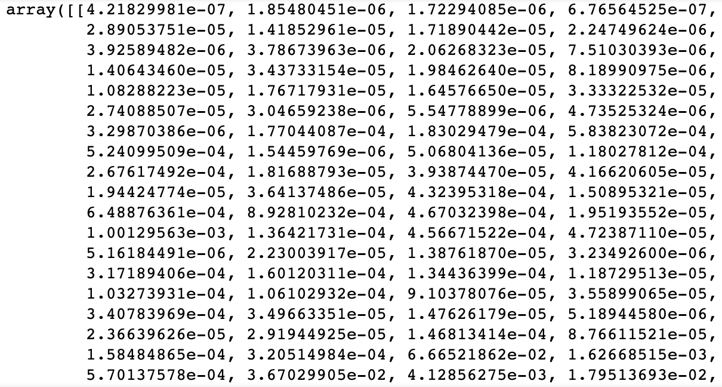 array([[4.21829981e-07, 1.85480451e-06, 1.72294085e-06, 6.76564525e-07,
2.89053751e-05, 1.41852961e-05, 1.71890442e-05, 2.24749624e-06,
3.92589482e-06, 3.78673963e-06, 2.06268323e-05, 7.51030393e-06,
1.40643460e-05, 3.43733154e-05, 1.98462640e-05, 8.18990975e-06,
1.08288223e-05, 1.76717931e-05, 1.64576650e-05, 3.33322532e-05,
2.74088507e-05, 3.04659238e-06, 5.54778899e-06, 4.73525324e-06,
3.29870386e-06, 1.77044087e-04, 1.83029479e-04, 5.83823072e-04,
5.24099509e-04, 1.54459769e-06, 5.06804136e-05, 1.18027812e-04,
2.67617492e-04, 1.81688793e-05, 3.93874470e-05, 4.16620605e-05,
1.94424774e-05, 3.64137486e-05, 4.32395318e-04, 1.50895321e-05,
6.48876361e-04, 8.92810232e-04, 4.67032398e-04, 1.95193552e-05,
1.00129563e-03, 1.36421731e-04, 4.56671522e-04, 4.72387110e-05,
5.16184491e-06, 2.23003917e-05, 1.38761870e-05, 3.23492600e-06,
3.17189406e-04, 1.60120311e-04, 1.34436399e-04, 1.18729513e-05,
1.03273931e-04, 1.06102932e-04, 9.10378076e-05, 3.55899065e-05,
3.40783969e-04, 3.49663351e-05, 1.47626179e-05, 5.18944580e-06,
2.36639626e-05, 2.91944925e-05, 1.46813414e-04, 8.76611521e-05,
1.58484865e-04, 3.20514984e-04, 6.66521862e-02, 1.62668515e-03,
5.70137578e-04, 3.67029905e-02, 4.12856275e-03, 1.79513693e-02,